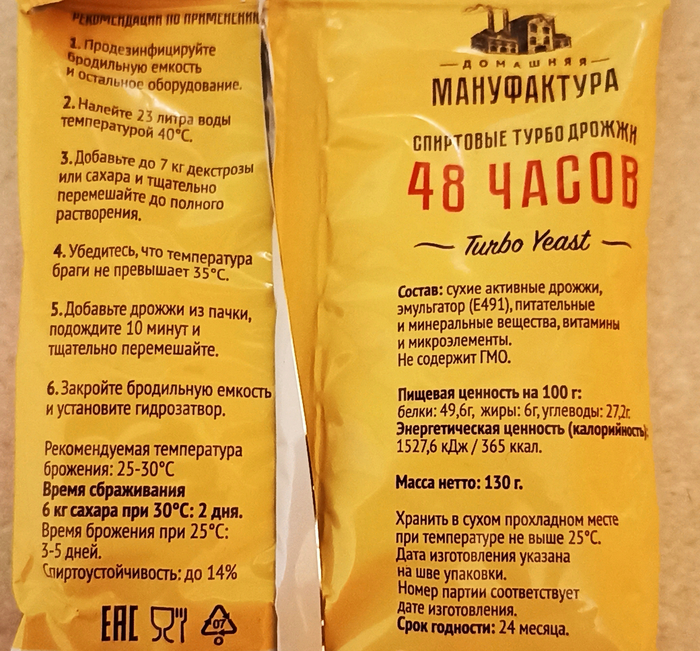 РЕКОМЕНДАЦИИ ПО ПРИМЕНЕНИЮ
1. Продезинфицируйте
бродильную емкость
и остальное оборудование.
2. Налейте 23 литра воды
температурой 40°С.
3. Добавьте до 7 кг декстрозы
или сахара и тщательно
перемешайте до полного
растворения.
4. Убедитесь, что температура
браги не превышает 35°С.
5. Добавьте дрожжи из пачки,
подождите 10 минут и
тщательно перемешайте.
6. Закройте бродильную емкость
и установите гидрозатвор.
Рекомендуемая температура
брожения: 25-30°С
Время сбраживания
6 кг сахара при 30°С: 2 дня.
Время брожения при 25°С:
3-5 дней.
Спиртоустойчивость: до 14%
ЕАС
07
ДОМАШНЯЯ
МАНУФАКТУРА
СПИРТОВЫЕ ТУРБО ДРОЖЖИ
48 ЧАСОВ
Turbo Yeast
Состав: сухие активные дрожжи,
эмульгатор (Е491), питательные
и минеральные вещества, витамины
и микроэлементы.
Не содержит ГМО.
Пищевая ценность на 100 г:
белки: 49,6г, жиры: 6г, углеводы: 27,2г.
Энергетическая ценность (калорийность):
1527,6 кДж / 365 ккал.
Масса нетто: 130 г.
Хранить в сухом прохладном месте
при температуре не выше 25°С.
Дата изготовления указана
на шве упаковки.
Номер партии соответствует
дате изготовления.
Срок годности: 24 месяца.